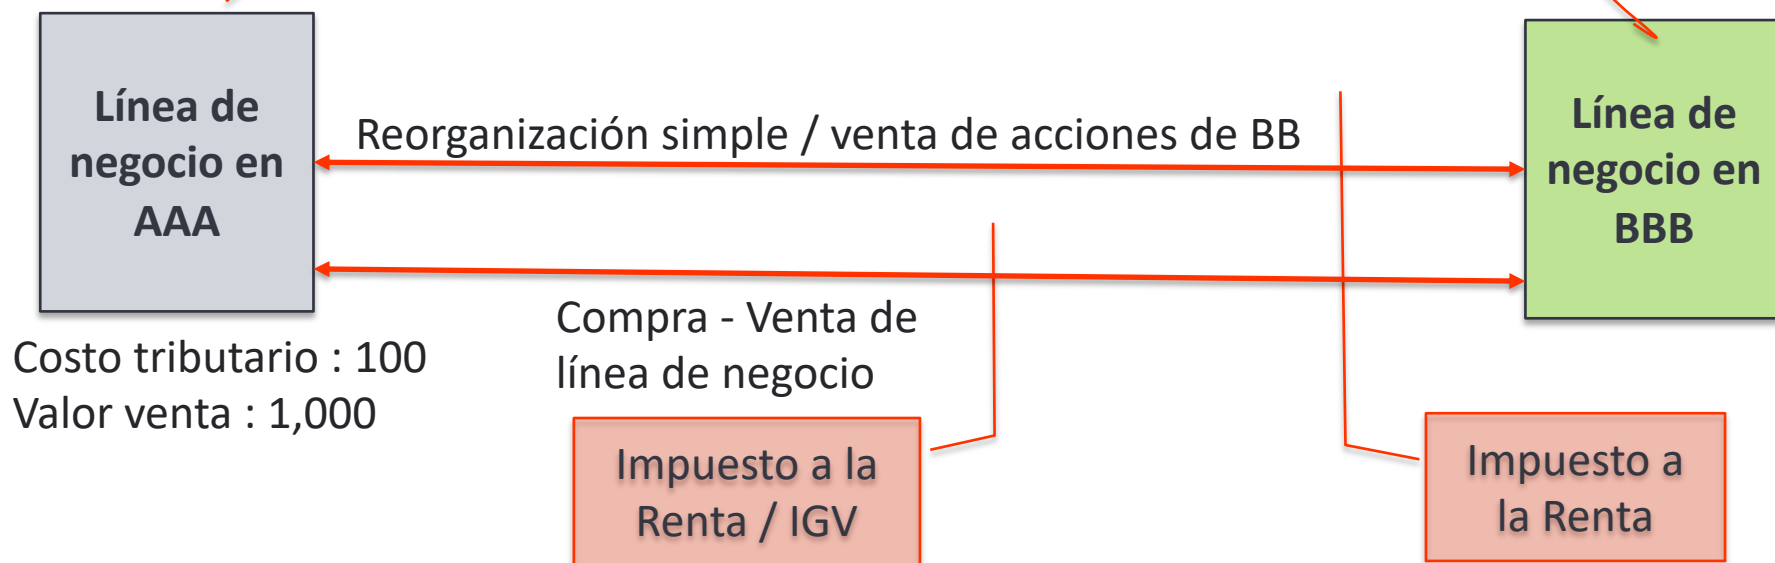 Línea de
negocio en
AAA
Reorganización simple / venta de acciones de BB
Línea de
negocio en
BBB
Compra - Venta de
línea de negocio
Costo tributario : 100
Valor venta : 1,000
Impuesto a la
Renta / IGV
Impuesto a
la Renta